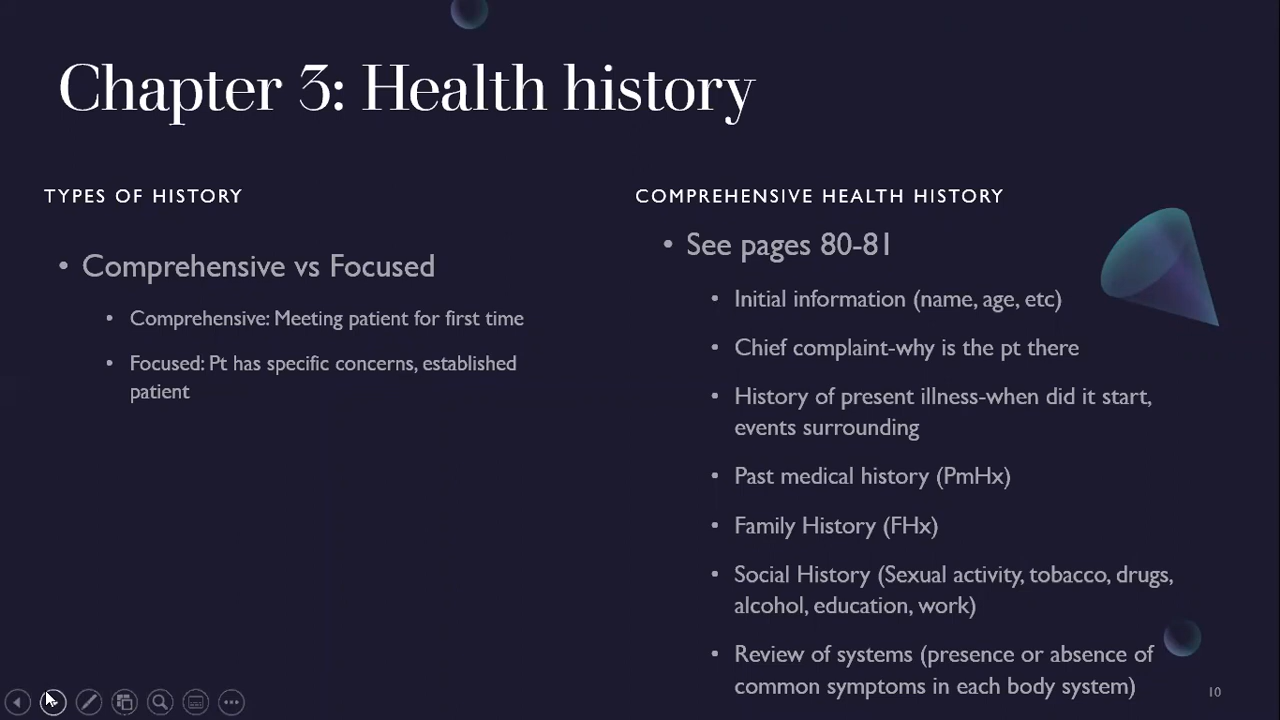 Chapter 3: Health history
TYPES OF HISTORY
• Comprehensive vs Focused
• Comprehensive: Meeting patient for first time
• Focused: Pt has specific concerns, established
patient
COMPREHENSIVE HEALTH HISTORY
• See pages 80-81
• Initial information (name, age, etc)
• Chief complaint-why is the pt there
• History of present illness-when did it start,
events surrounding
• Past medical history (PmHx)
• Family History (FHx)
• Social History (Sexual activity, tobacco, drugs,
alcohol, education, work)
• Review of systems (presence or absence of
common symptoms in each body system)
10